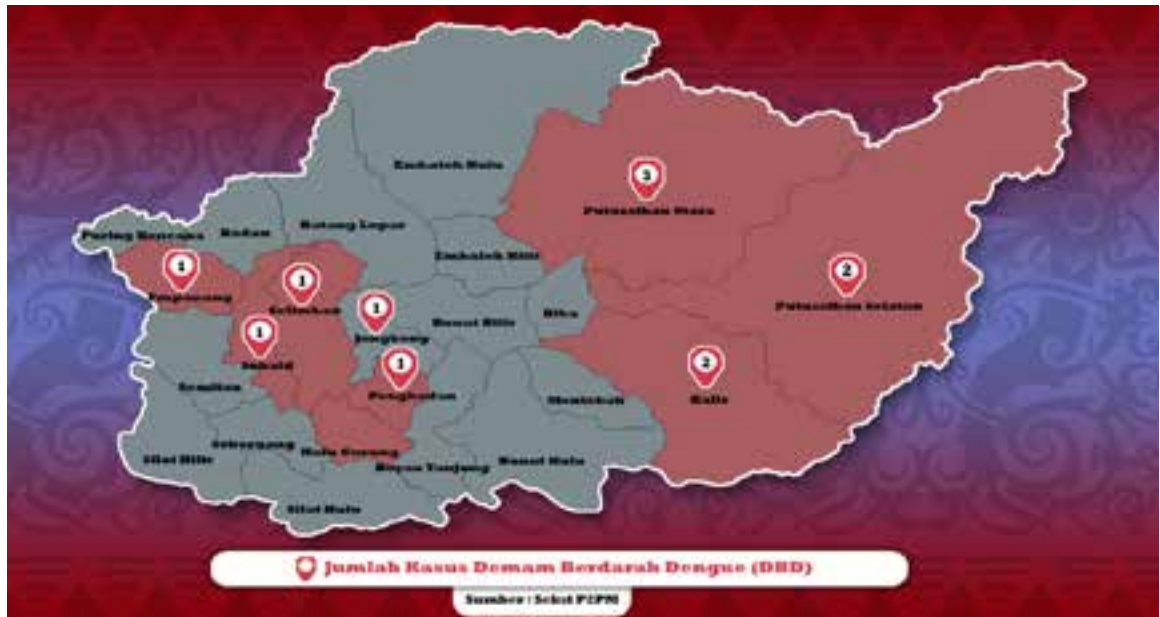 Embaloh Hulu
3
Putussibau Utara
Batang Lupar
Puring Kencana
Badau
Embaloh Hilir
1
Empanang
1
2
Putussibau Selatan
1
Jongkong
Bunut Hilir
Bika
1
Suhaid
1
Pengkadan
2
Kalis
Semitau
Mentebah
Seberuang
Hulu Gurung
Silat Hilir
Boyan Tanjung
Bunut Hulu
Silat Hulu
Jumlah Kasus Demam Berdarah Dengue (DBD)
Sumber : Seksi P2PM